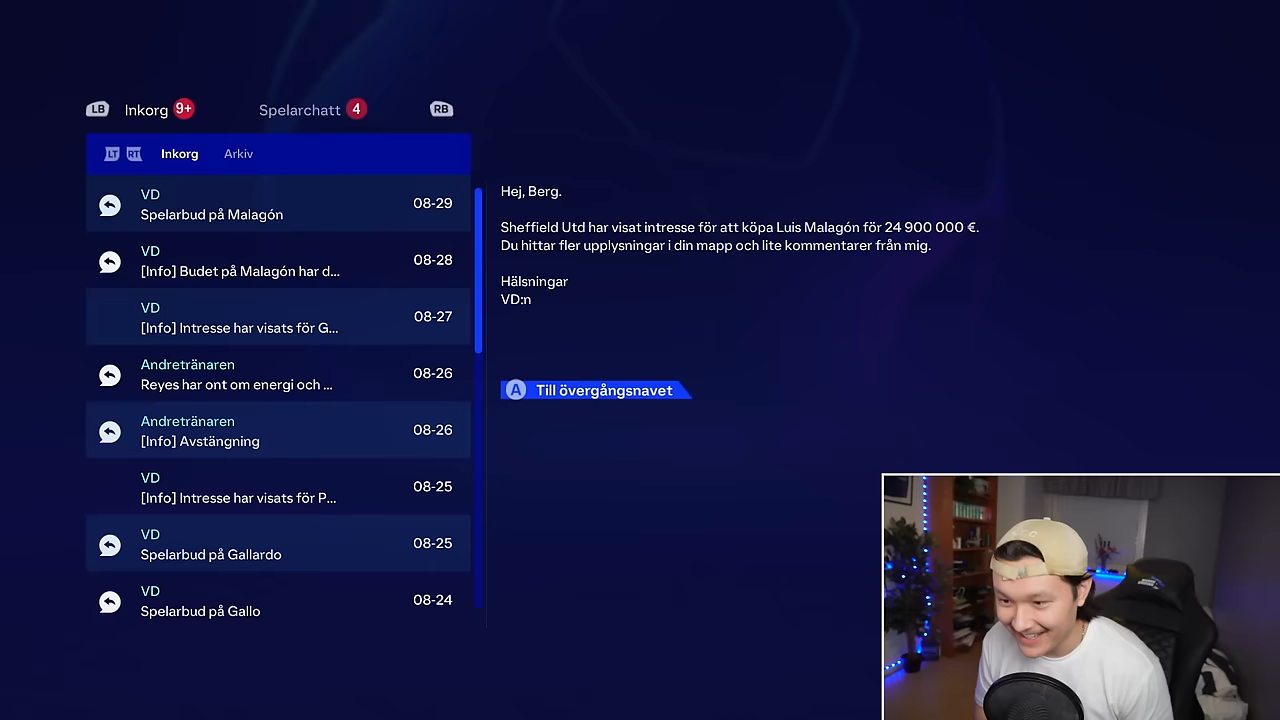 LB Inkorg 9+ Spelarchatt 4 RB
LT RT Inkorg Arkiv
VD
Spelarbud på Malagón
08-29
VD
[Info] Budet på Malagón har d...
08-28
VD
[Info] Intresse har visats för G...
08-27
Andretränaren
Reyes har ont om energi och ...
08-26
Andretränaren
[Info] Avstängning
08-26
VD
[Info] Intresse har visats för P...
08-25
VD
Spelarbud på Gallardo
08-25
VD
Spelarbud på Gallo
08-24
Hej, Berg.
Sheffield Utd har visat intresse för att köpa Luis Malagón för 24 900 000 €.
Du hittar fler upplysningar i din mapp och lite kommentarer från mig.
Hälsningar
VD:n
A Till övergångsnavet